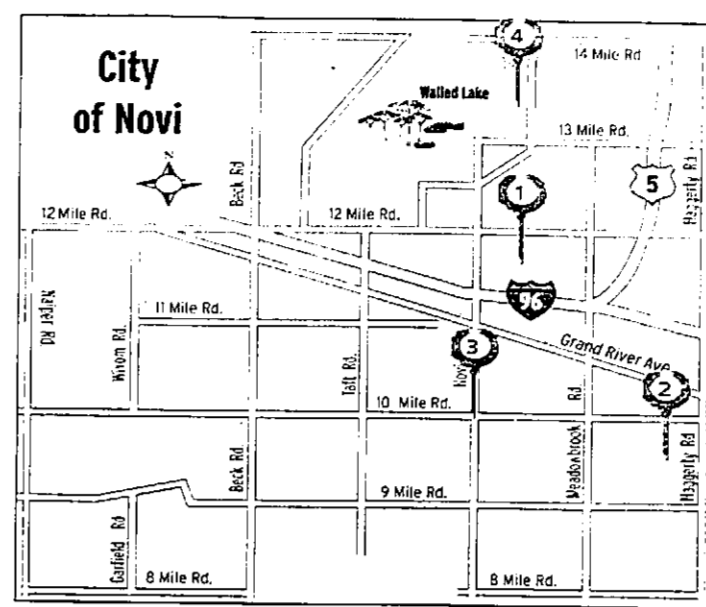 City
of Novi
4
14 Mile Rd
Walled Lake
13 Mile Rd.
N
Beck Rd
1
5
Haggerty Rd
12 Mile Rd.
12 Mile Rd.
Napier Rd
Wixom Rd.
11 Mile Rd.
96
Grand River Ave
3
Novi
Taft Rd.
10 Mile Rd.
2
Beck Rd.
Meadowbrook Rd
Haggerty Rd
9 Mile Rd.
Garfield Rd
8 Mile Rd.
8 Mile Rd.